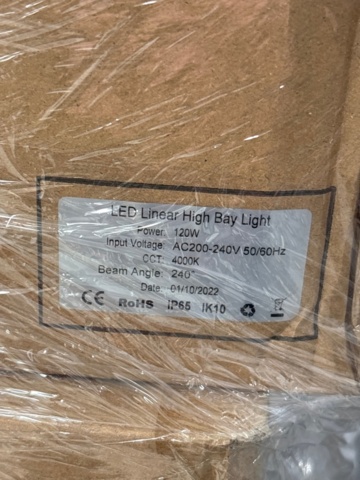 LED Linear High Bay Light
Power: 120W
Input Voltage: AC200-240V 50/60Hz
CCT: 4000K
Beam Angle: 240°
Date: 01/10/2022
CE RoHS IP65 IK10